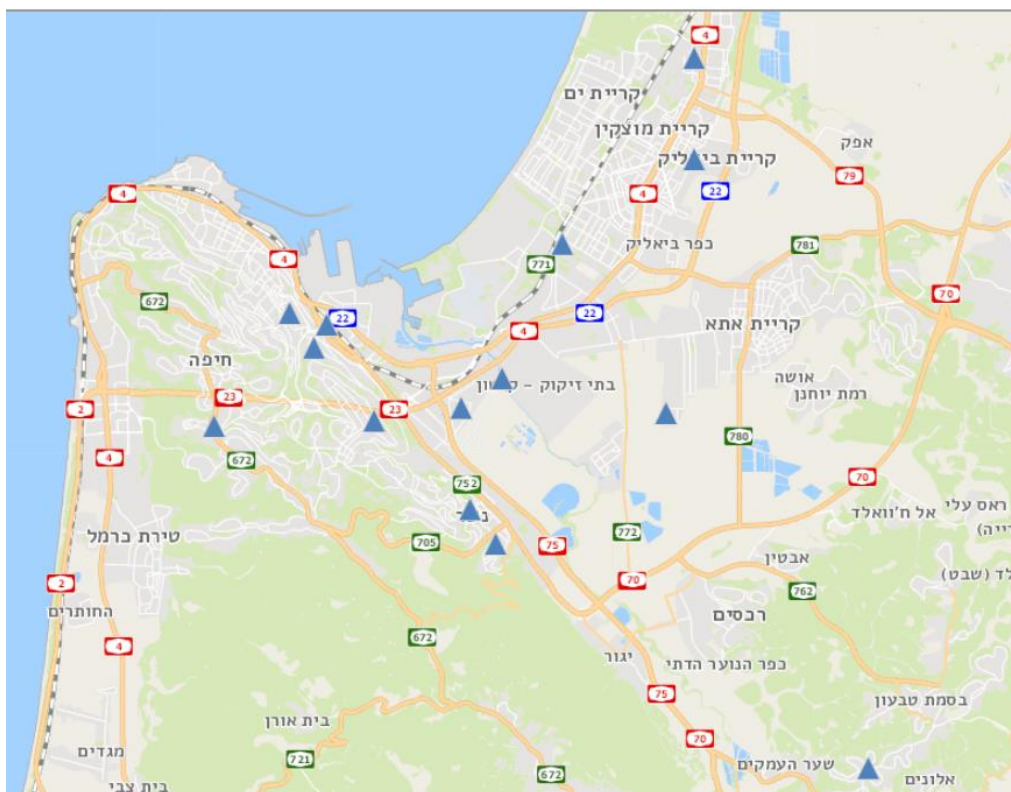 4
קריית ים
קריית מוצקין
אפק
קריית ביאליק
79
4
22
4
כפר ביאליק
781
4
771
70
672
22
22
קריית אתא
4
חיפה
אושה
רמת יוחנן
בתי זיקוק -
23
23
2
780
4
672
70
752
ראס עלי
אל ח'וואלד
טירת כרמל
705
772
75
אבטין
70
2
762
החותרים
רכסים
672
4
יגור
כפר הנוער הדתי
75
בסמת טבעון
בית אורן
70
מגדים
721
672
שער העמקים
אלונים
בית צבי